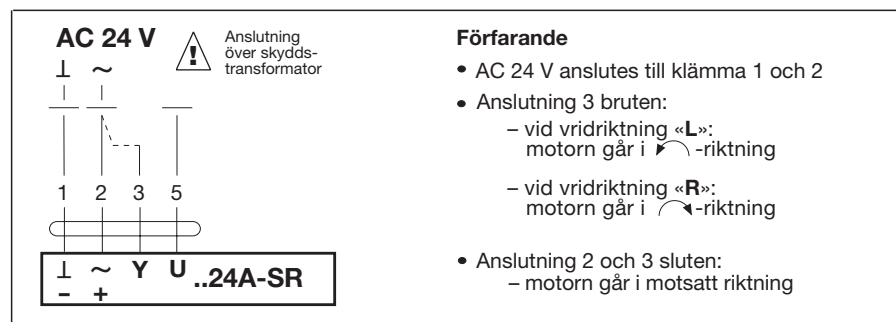 AC 24 V
Anslutning
över skydds-
transformator
⊥ ~
1 2 3 5
⊥ ~ Y U ..24A-SR
– +
Förfarande
• AC 24 V anslutes till klämma 1 och 2
• Anslutning 3 bruten:
– vid vridriktning «L»:
motorn går i -riktning
– vid vridriktning «R»:
motorn går i -riktning
• Anslutning 2 och 3 sluten:
– motorn går i motsatt riktning